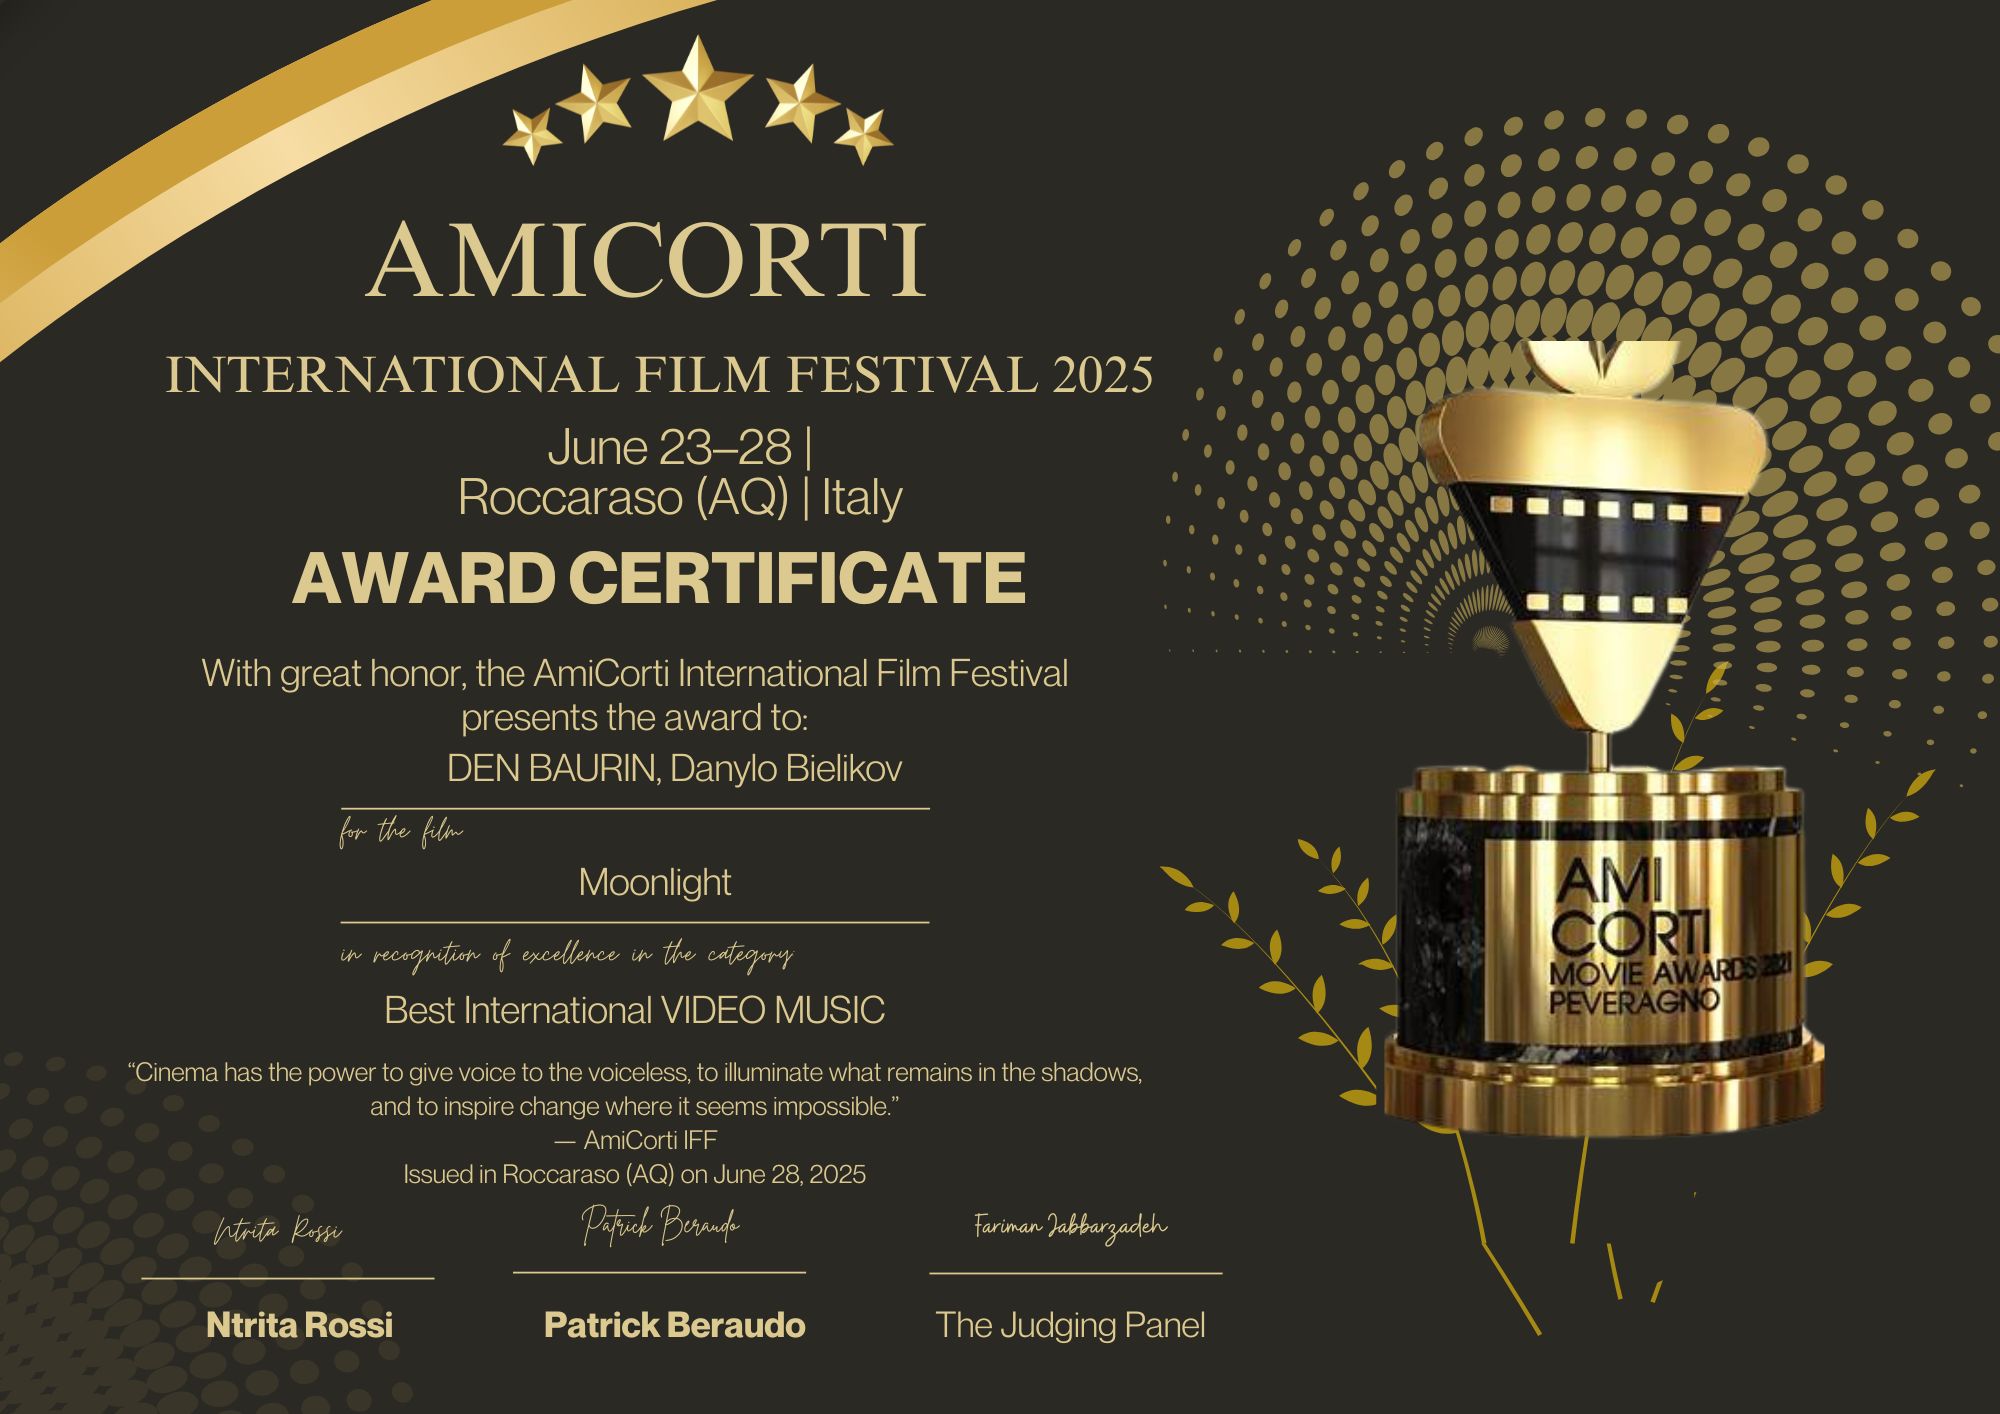 AMICORTI
INTERNATIONAL FILM FESTIVAL 2025
June 23–28 |
Roccaraso (AQ) | Italy
AWARD CERTIFICATE
With great honor, the AmiCorti International Film Festival
presents the award to:
DEN BAURIN, Danylo Bielikov
for the film
Moonlight
in recognition of excellence in the category:
Best International VIDEO MUSIC
“Cinema has the power to give voice to the voiceless, to illuminate what remains in the shadows,
and to inspire change where it seems impossible.”
— AmiCorti IFF
Issued in Roccaraso (AQ) on June 28, 2025
Ntrita Rossi
Patrick Beraudo
Fariman Jabbarzadeh
Ntrita Rossi
Patrick Beraudo
The Judging Panel
AMI
CORTI
MOVIE AWARDS 2021
PEVERAGNO